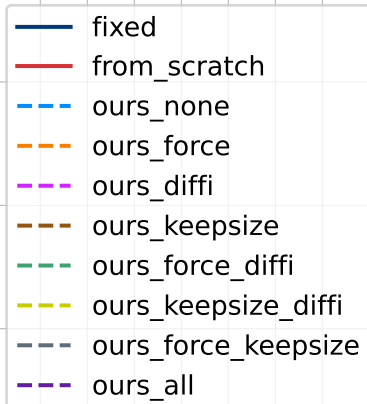 fixed
from_scratch
ours_none
ours_force
ours_diffi
ours_keepsize
ours_force_diffi
ours_keepsize_diffi
ours_force_keepsize
ours_all